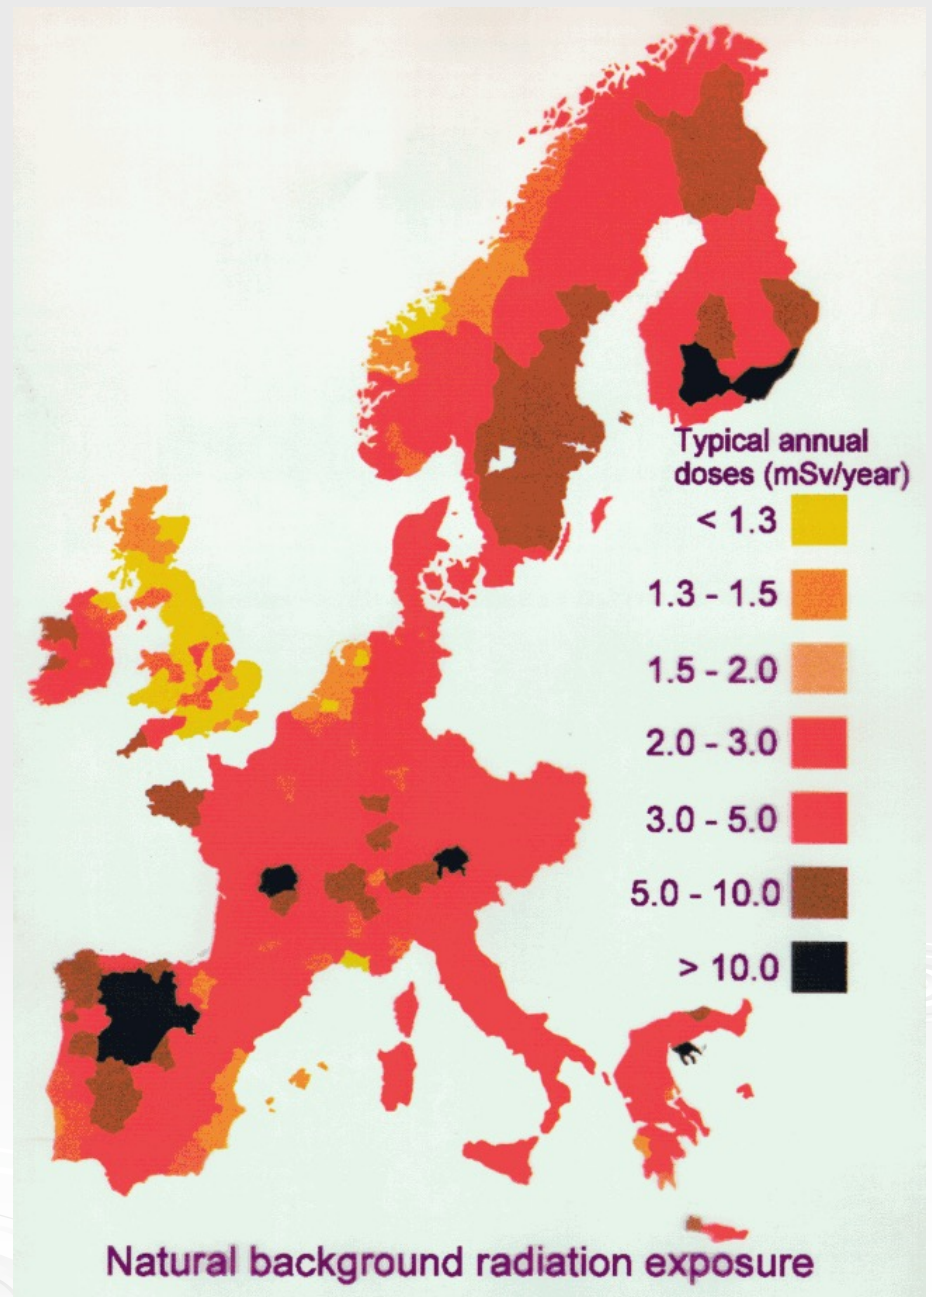 Typical annual
doses (mSv/year)
< 1.3
1.3 - 1.5
1.5 - 2.0
2.0 - 3.0
3.0 - 5.0
5.0 - 10.0
> 10.0
Natural background radiation exposure